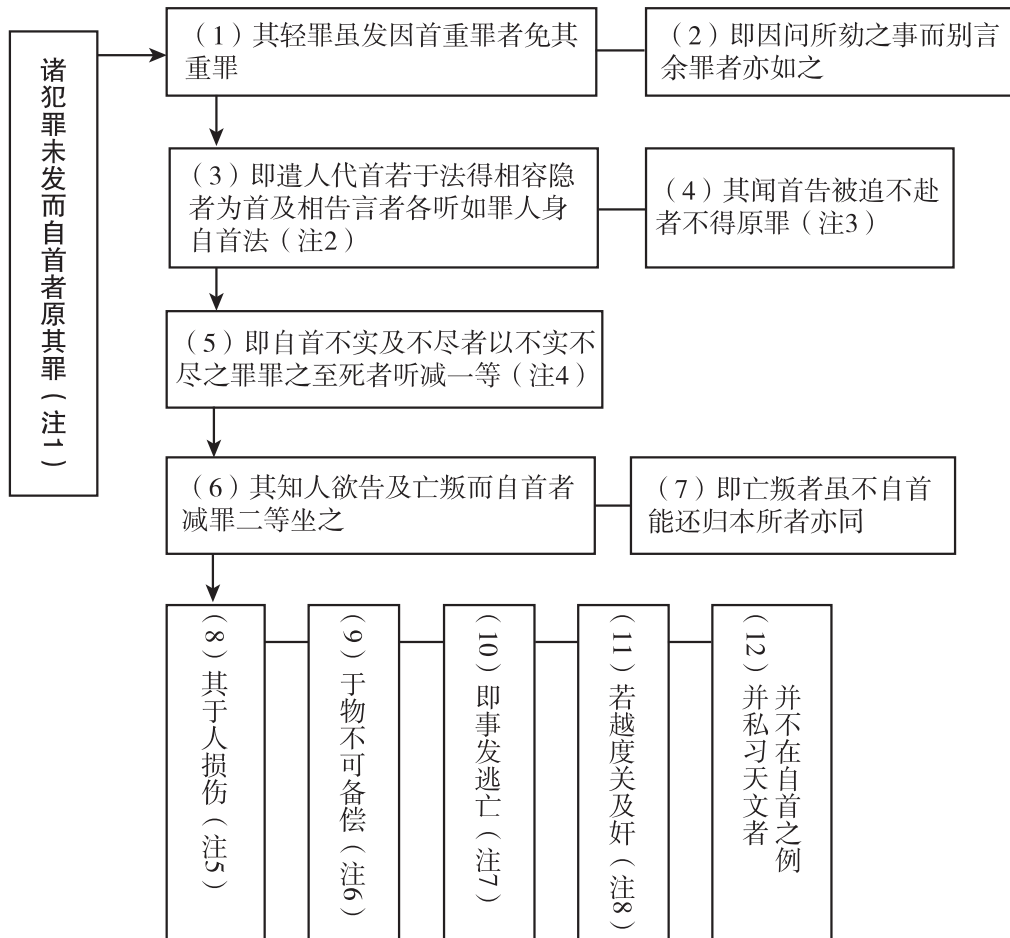 诸犯罪未发而自首者原其罪（注1）
（1）其轻罪虽发因首重罪者免其
重罪
（2）即因问所劾之事而别言
余罪者亦如之
（3）即遣人代首若于法得相容隐
者为首及相告言者各听如罪人身
自首法（注2）
（4）其闻首告被追不赴
者不得原罪（注3）
（5）即自首不实及不尽者以不实不
尽之罪罪之至死者听减一等（注4）
（6）其知人欲告及亡叛而自首者
减罪二等坐之
（7）即亡叛者虽不自首
能还归本所者亦同
（8）其于人损伤（注5）
（9）于物不可备偿（注6）
（10）即事发逃亡（注7）
（11）若越度关及奸（注8）
（12）并私习天文者
并不在自首之例